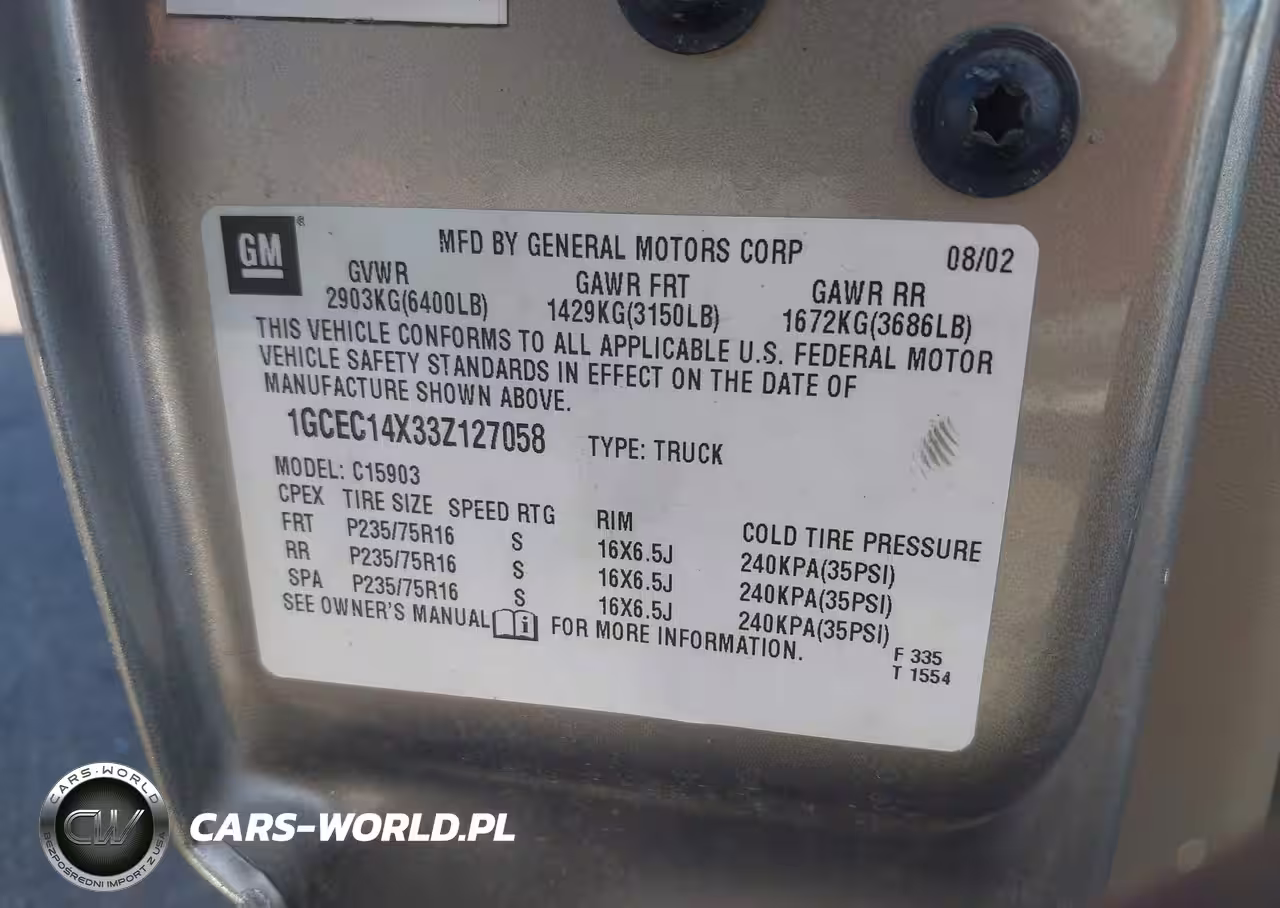 GM ®
MFD BY GENERAL MOTORS CORP 08/02
GVWR GAWR FRT GAWR RR
2903KG(6400LB) 1429KG(3150LB) 1672KG(3686LB)
THIS VEHICLE CONFORMS TO ALL APPLICABLE U.S. FEDERAL MOTOR
VEHICLE SAFETY STANDARDS IN EFFECT ON THE DATE OF
MANUFACTURE SHOWN ABOVE.
1GCEC14X33Z127058 TYPE: TRUCK
MODEL: C15903
CPEX TIRE SIZE SPEED RTG RIM COLD TIRE PRESSURE
FRT P235/75R16 S 16X6.5J 240KPA(35PSI)
RR P235/75R16 S 16X6.5J 240KPA(35PSI)
SPA P235/75R16 S 16X6.5J 240KPA(35PSI)
SEE OWNER'S MANUAL i FOR MORE INFORMATION.
F 335
T 1554
CARS-WORLD
CW
BEZPOŚREDNI IMPORT Z USA
CARS-WORLD.PL